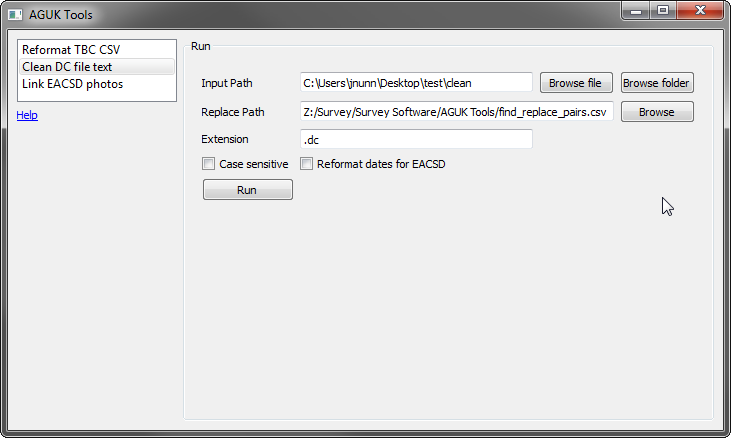 AGUK Tools
Reformat TBC CSV
Clean DC file text
Link EACSD photos
Help
Run
Input Path C:\Users\jnunn\Desktop\test\clean Browse file Browse folder
Replace Path Z:/Survey/Survey Software/AGUK Tools/find_replace_pairs.csv Browse
Extension .dc
Case sensitive Reformat dates for EACSD
Run